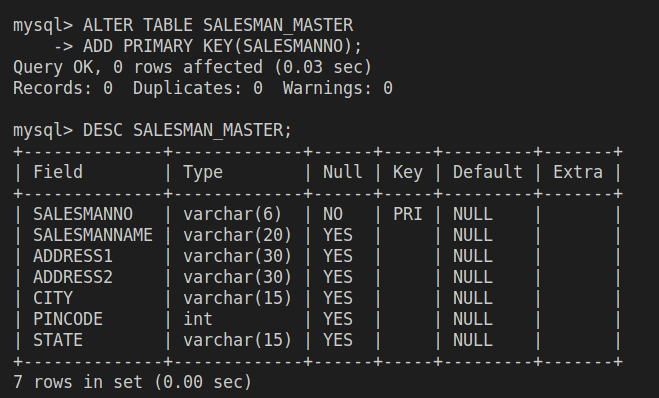 mysql> ALTER TABLE SALESMAN_MASTER
    -> ADD PRIMARY KEY(SALESMANNO);
Query OK, 0 rows affected (0.03 sec)
Records: 0  Duplicates: 0  Warnings: 0

mysql> DESC SALESMAN_MASTER;
+--------------+-------------+------+-----+---------+-------+
| Field        | Type        | Null | Key | Default | Extra |
+--------------+-------------+------+-----+---------+-------+
| SALESMANNO   | varchar(6)  | NO   | PRI | NULL    |       |
| SALESMANNAME | varchar(20) | YES  |     | NULL    |       |
| ADDRESS1     | varchar(30) | YES  |     | NULL    |       |
| ADDRESS2     | varchar(30) | YES  |     | NULL    |       |
| CITY         | varchar(15) | YES  |     | NULL    |       |
| PINCODE      | int         | YES  |     | NULL    |       |
| STATE        | varchar(15) | YES  |     | NULL    |       |
+--------------+-------------+------+-----+---------+-------+
7 rows in set (0.00 sec)